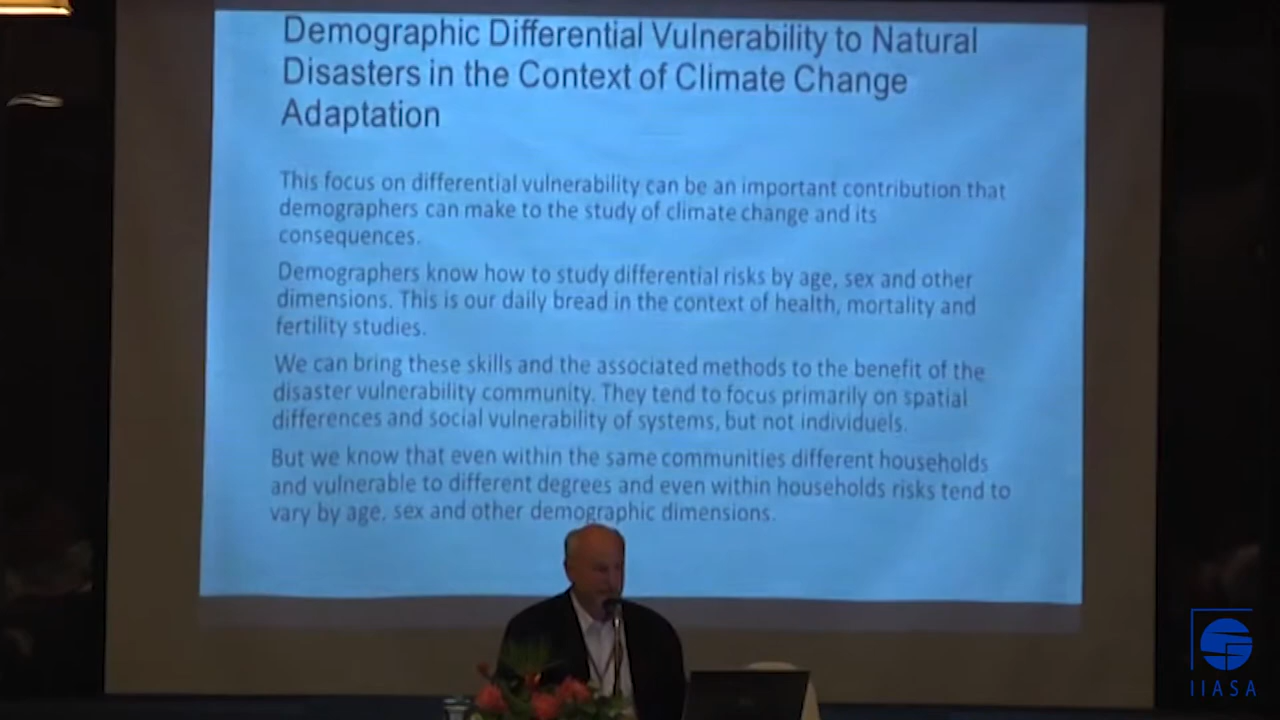 Demographic Differential Vulnerability to Natural
Disasters in the Context of Climate Change
Adaptation
This focus on differential vulnerability can be an important contribution that
demographers can make to the study of climate change and its
consequences.
Demographers know how to study differential risks by age, sex and other
dimensions. This is our daily bread in the context of health, mortality and
fertility studies.
We can bring these skills and the associated methods to the benefit of the
disaster vulnerability community. They tend to focus primarily on spatial
differences and social vulnerability of systems, but not individuels.
But we know that even within the same communities different households
and vulnerable to different degrees and even within households risks tend to
vary by age, sex and other demographic dimensions.
IIASA